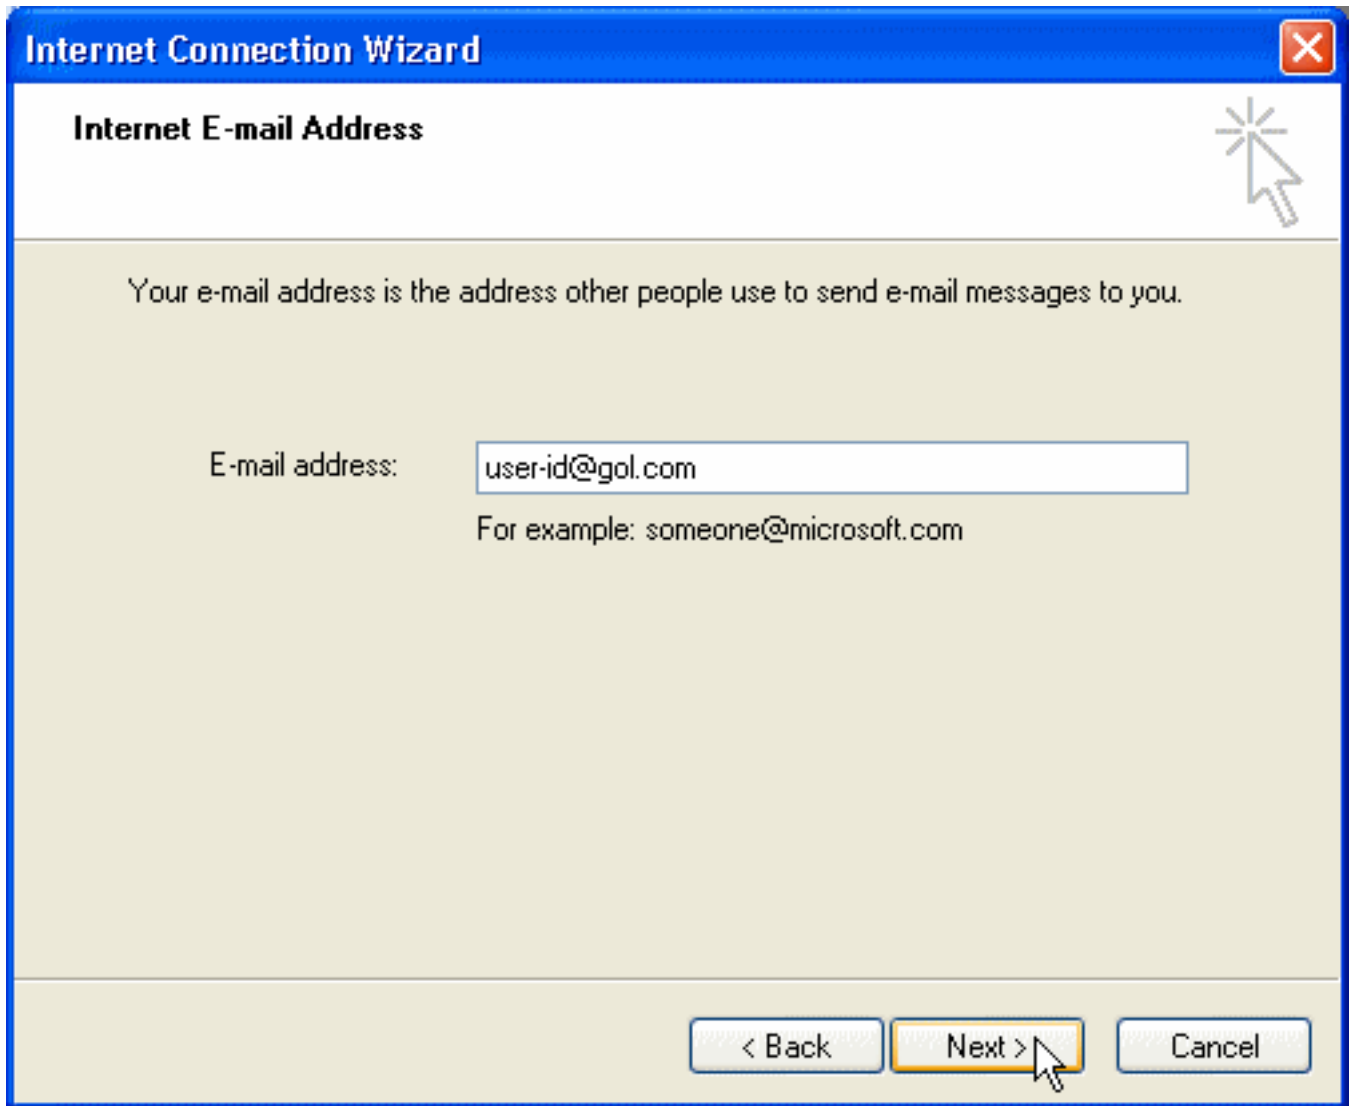 Internet Connection Wizard
Internet E-mail Address
Your e-mail address is the address other people use to send e-mail messages to you.
E-mail address: user-id@gol.com
For example: someone@microsoft.com
< Back Next > Cancel